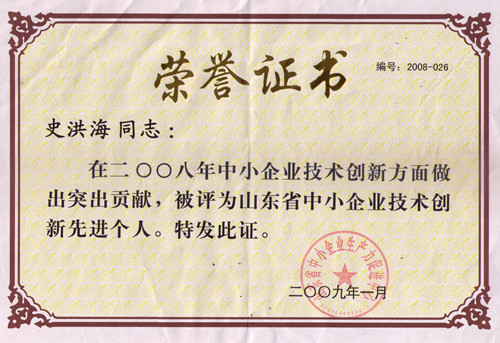 荣誉证书
编号：2008-026
史洪海 同志：
在二〇〇八年中小企业技术创新方面做
出突出贡献，被评为山东省中小企业技术创
新先进个人。特发此证。
山东省中小企业生产力促进中心
二〇〇九年一月